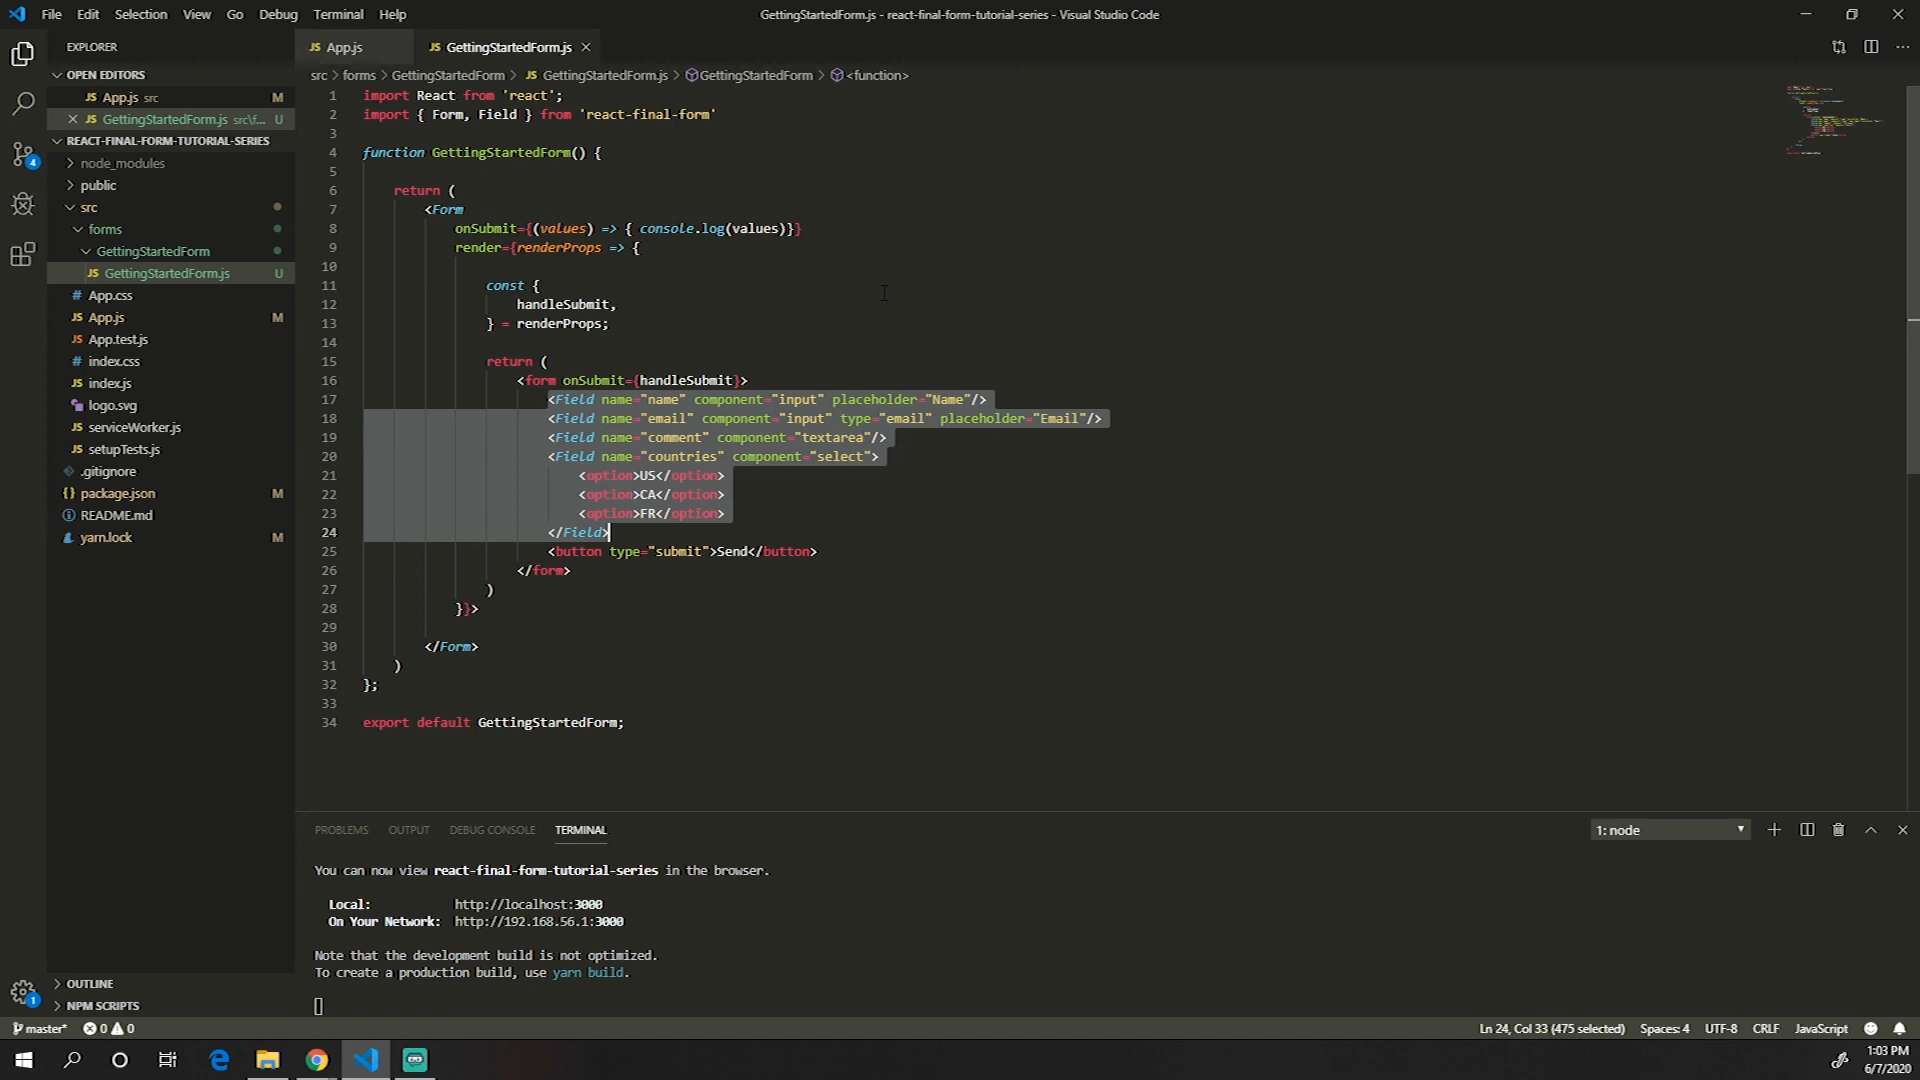 File Edit Selection View Go Debug Terminal Help
GettingStartedForm.js - react-final-form-tutorial-series - Visual Studio Code
EXPLORER
JS App.js
JS GettingStartedForm.js
OPEN EDITORS
src > forms > GettingStartedForm > JS GettingStartedForm.js > GettingStartedForm > <function>
JS App.js src M
JS GettingStartedForm.js src\f... U
REACT-FINAL-FORM-TUTORIAL-SERIES
node_modules
public
src
forms
GettingStartedForm
JS GettingStartedForm.js U
# App.css
JS App.js M
JS App.test.js
# index.css
JS index.js
logo.svg
JS serviceWorker.js
JS setupTests.js
.gitignore
{} package.json M
README.md
yarn.lock M
OUTLINE
NPM SCRIPTS
4
1
1 import React from 'react';
2 import { Form, Field } from 'react-final-form'
3
4 function GettingStartedForm() {
5
6 return (
7 <Form
8 onSubmit={(values) => { console.log(values)}}
9 render={renderProps => {
10
11 const {
12 handleSubmit,
13 } = renderProps;
14
15 return (
16 <form onSubmit={handleSubmit}>
17 <Field name="name" component="input" placeholder="Name"/>
18 <Field name="email" component="input" type="email" placeholder="Email"/>
19 <Field name="comment" component="textarea"/>
20 <Field name="countries" component="select">
21 <option>US</option>
22 <option>CA</option>
23 <option>FR</option>
24 </Field>
25 <button type="submit">Send</button>
26 </form>
27 )
28 }}>
29
30 </Form>
31 )
32 };
33
34 export default GettingStartedForm;
PROBLEMS OUTPUT DEBUG CONSOLE TERMINAL
1: node
You can now view react-final-form-tutorial-series in the browser.
Local: http://localhost:3000
On Your Network: http://192.168.56.1:3000
Note that the development build is not optimized.
To create a production build, use yarn build.
master* 0 0
Ln 24, Col 33 (475 selected) Spaces: 4 UTF-8 CRLF JavaScript
1:03 PM
6/7/2020